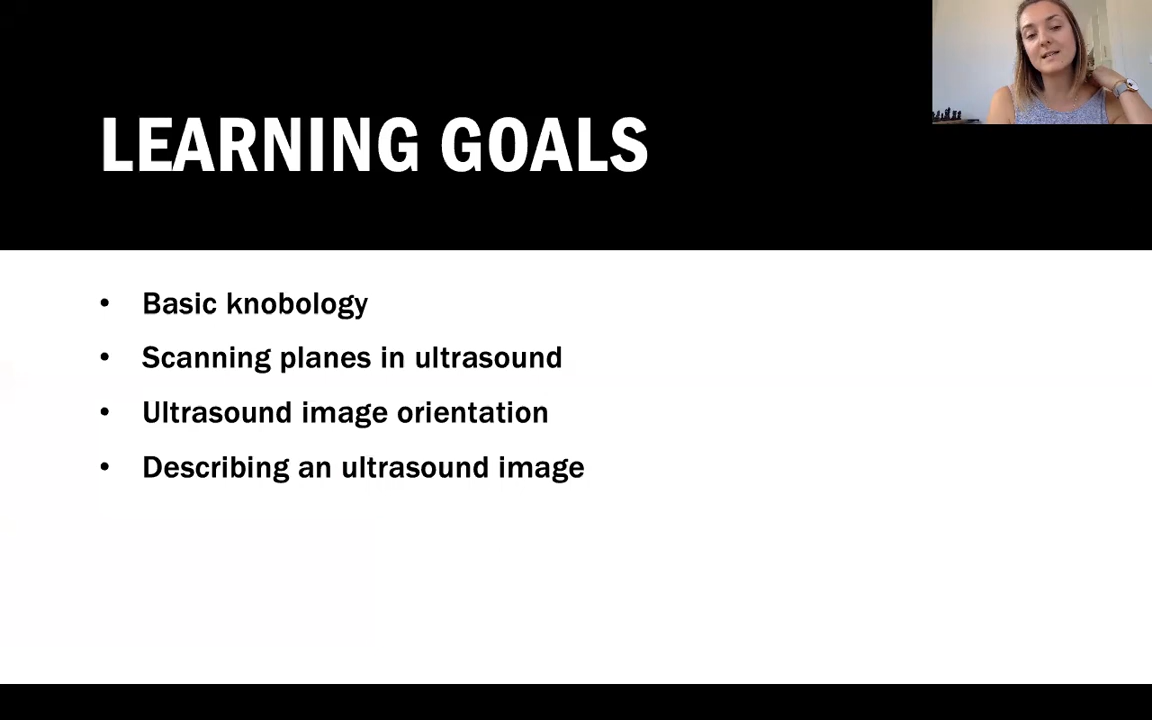 LEARNING GOALS
• Basic knobology
• Scanning planes in ultrasound
• Ultrasound image orientation
• Describing an ultrasound image